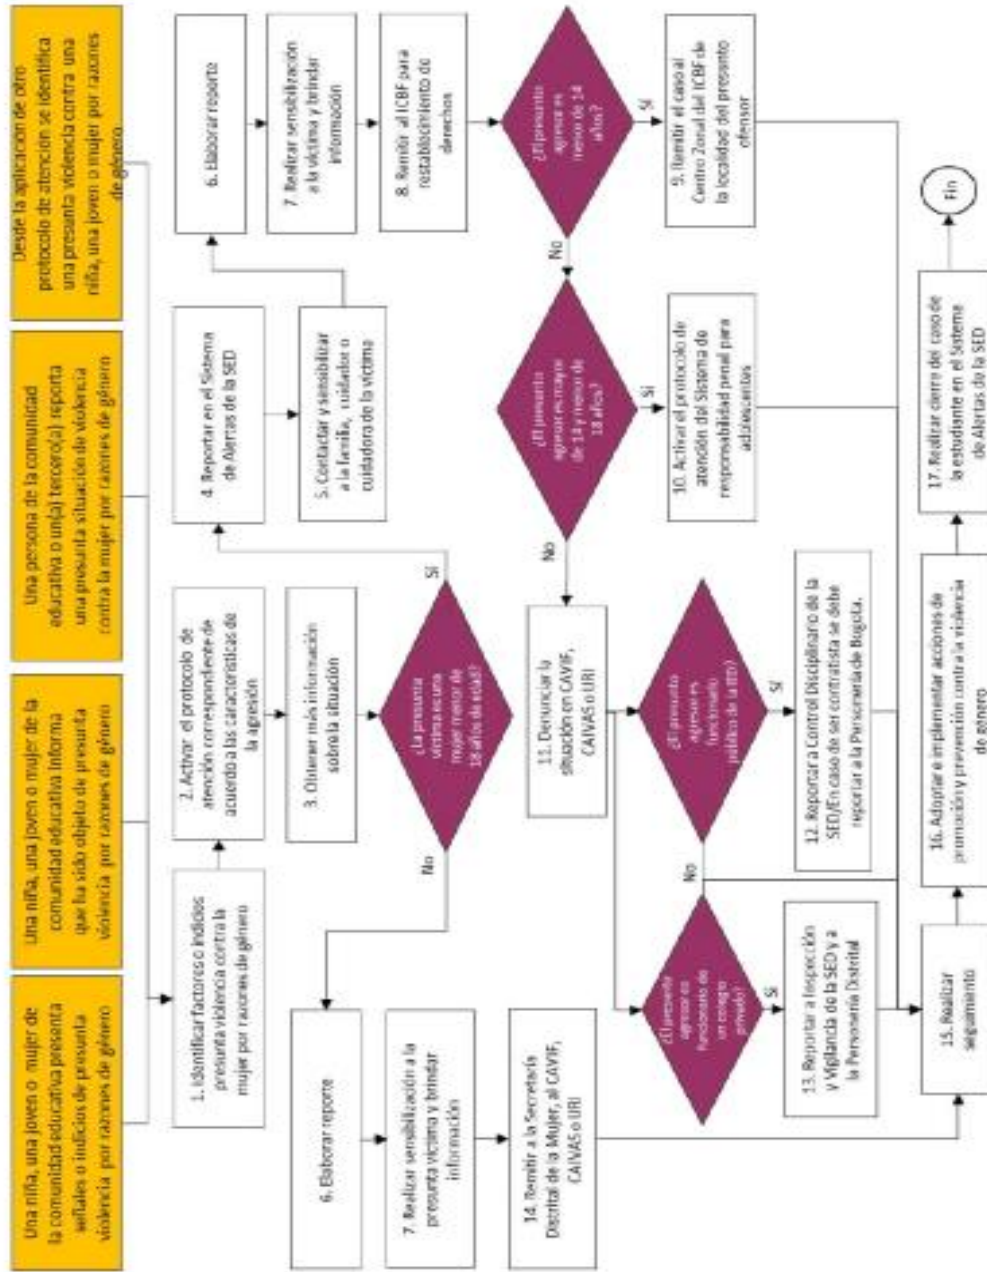 Una niña, una joven o mujer de
la comunidad educativa presenta
señales o indicios de presunta
violencia por razones de género
Una niña, una joven o mujer de la
comunidad educativa informa
que ha sido objeto de presunta
violencia por razones de género
Una persona de la comunidad
educativa o un(a) tercero(a) reporta
una presunta situación de violencia
contra la mujer por razones de género
Desde la aplicación de otro
protocolo de atención se identifica
una presunta violencia contra una
niña, una joven o mujer por razones
de género
1. Identificar factores o indicios
presunta violencia contra la
mujer por razones de género
2. Activar el protocolo de
atención correspondiente de
acuerdo a las características de
la agresión
3. Obtener más información
sobre la situación
¿La presunta
víctima es una
mujer menor de
18 años de edad?
No
Sí
4. Reportar en el Sistema
de Alertas de la SED
5. Contactar y sensibilizar
a la familia, cuidador o
cuidadora de la víctima
6. Elaborar reporte
7. Realizar sensibilización
a la víctima y brindar
información
8. Remitir al ICBF para
restablecimiento de
derechos
¿El presunto
agresor es
menor de 14
años?
Sí
No
9. Remitir el caso al
Centro Zonal del ICBF de
la localidad del presunto
ofensor
¿El presunto
agresor es mayor
de 14 y menor de
18 años?
Sí
No
10. Activar el protocolo de
atención del Sistema de
responsabilidad penal para
adolescentes
11. Denunciar la
situación en CAVIF,
CAIVAS o URI
¿El presunto
agresor es
funcionario
público de la IED?
Sí
No
12. Reportar a Control Disciplinario de la
SED/En caso de ser contratista se debe
reportar a la Personería de Bogotá.
¿El presunto
agresor es
funcionario de
un colegio
privado?
Sí
13. Reportar a Inspección
y Vigilancia de la SED y a
la Personería Distrital
6. Elaborar reporte
7. Realizar sensibilización a la
presunta víctima y brindar
información
14. Remitir a la Secretaría
Distrital de la Mujer, al CAVIF,
CAIVAS o URI
15. Realizar
seguimiento
16. Adoptar e implementar acciones de
promoción y prevención contra la violencia
de género
17. Realizar cierre del caso de
la estudiante en el Sistema
de Alertas de la SED
Fin